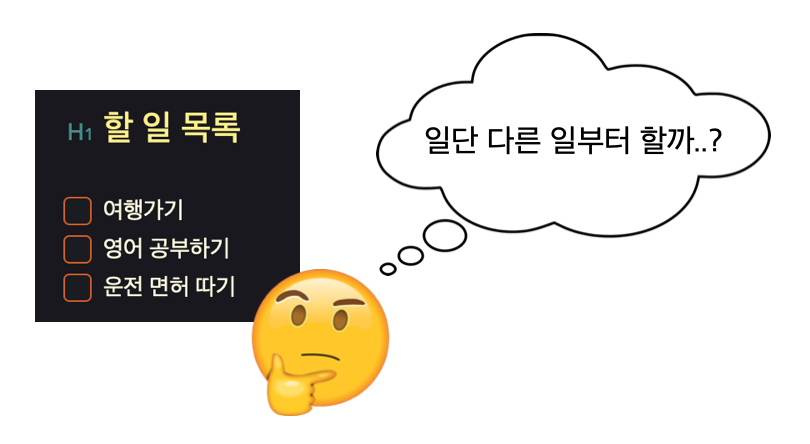 H1 할 일 목록
여행가기
영어 공부하기
운전 면허 따기
일단 다른 일부터 할까..?